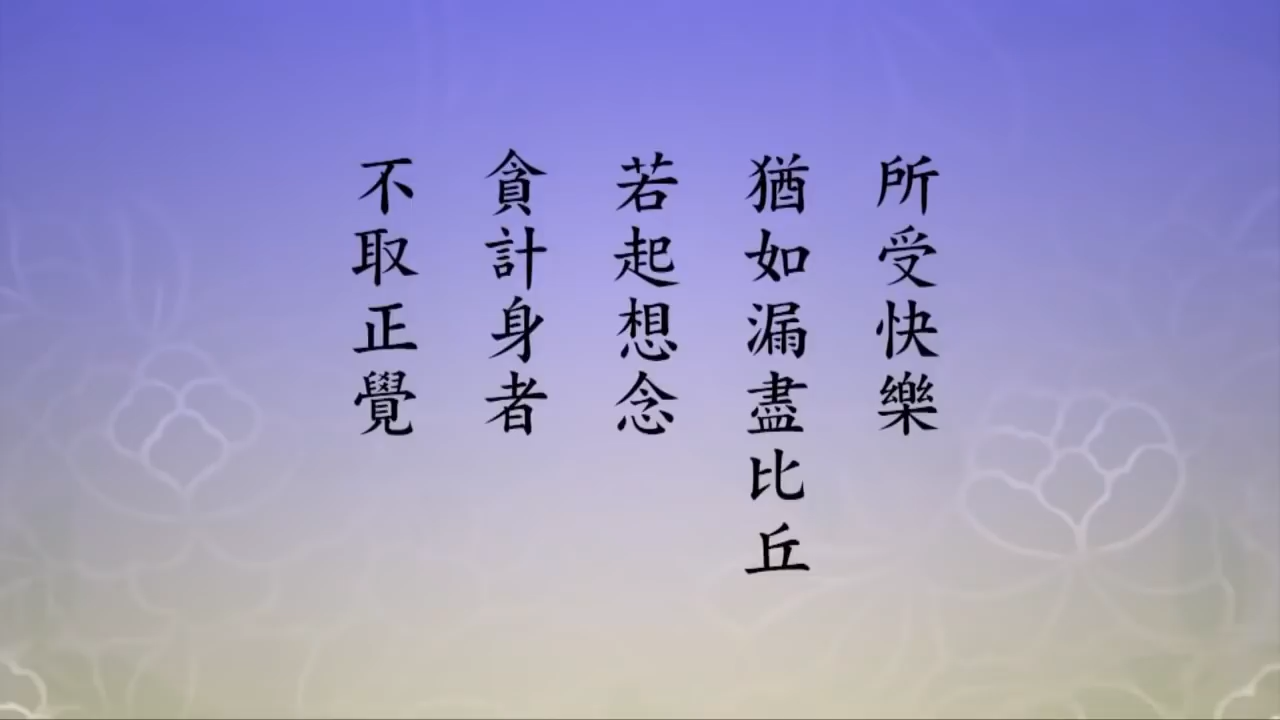 所受快樂
猶如漏盡比丘
若起想念
貪計身者
不取正覺